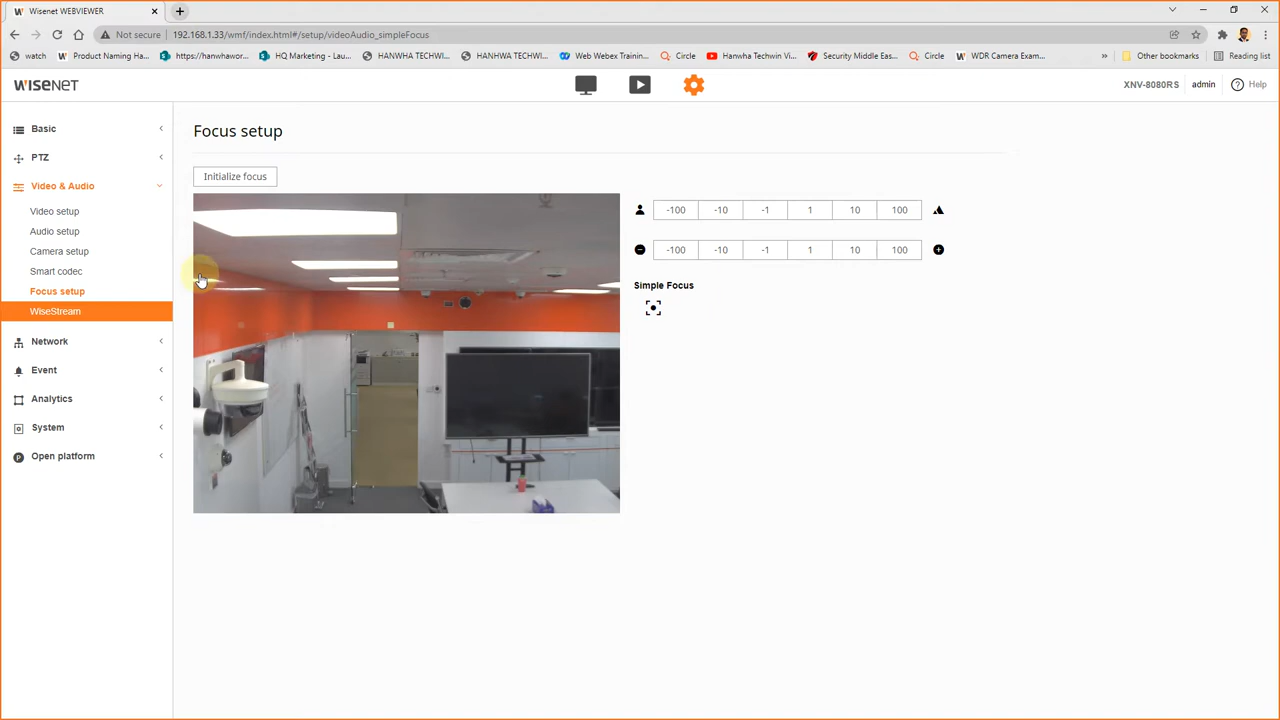 Wisenet WEBVIEWER
Not secure 192.168.1.33/wmf/index.html#/setup/videoAudio_simpleFocus
watch Product Naming Ha... https://hanwhawor... HQ Marketing - Lau... HANWHA TECHWI... HANHWA TECHWI... Web Webex Training... Circle Hanwha Techwin Vi... Security Middle Eas... Circle WDR Camera Exam... » Other bookmarks Reading list
WISENET XNV-8080RS admin Help
Basic
PTZ
Video & Audio
Video setup
Audio setup
Camera setup
Smart codec
Focus setup
WiseStream
Network
Event
Analytics
System
Open platform
Focus setup
Initialize focus
-100 -10 -1 1 10 100
-100 -10 -1 1 10 100
Simple Focus